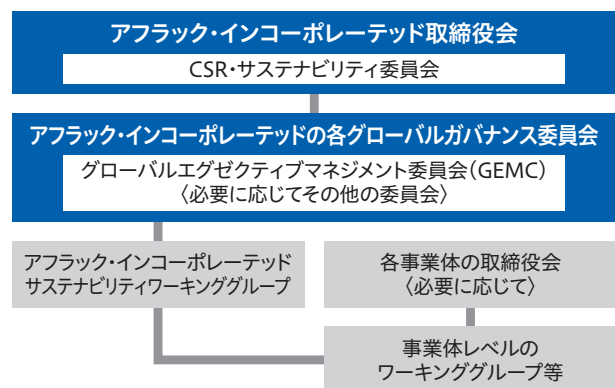 アフラック・インコーポレーテッド取締役会
CSR・サステナビリティ委員会
アフラック・インコーポレーテッドの各グローバルガバナンス委員会
グローバルエグゼクティブマネジメント委員会（GEMC）
〈必要に応じてその他の委員会〉
アフラック・インコーポレーテッド
サステナビリティワーキンググループ
各事業体の取締役会
〈必要に応じて〉
事業体レベルの
ワーキンググループ等